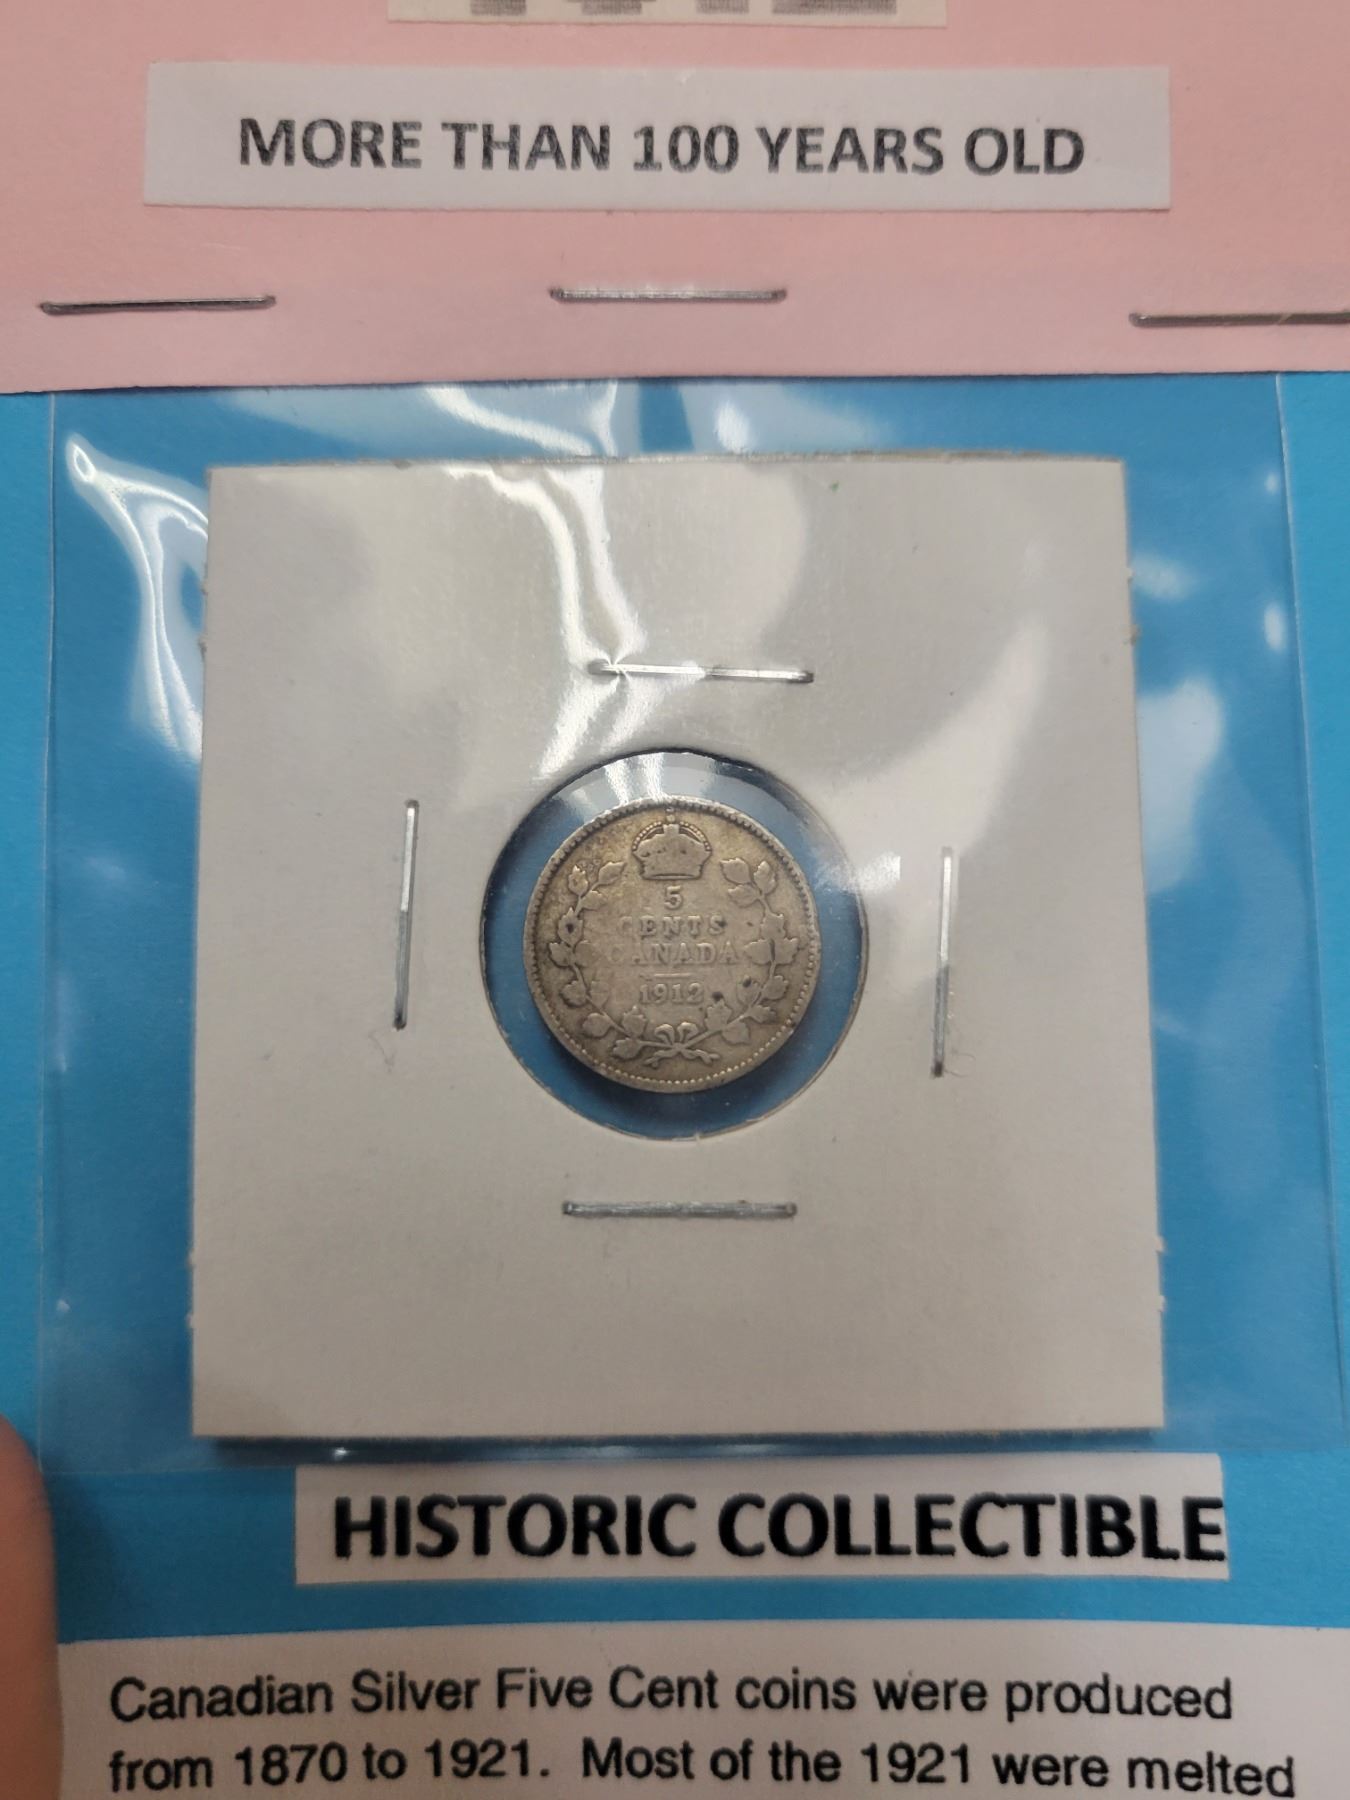 MORE THAN 100 YEARS OLD
5
CENTS
CANADA
1912
HISTORIC COLLECTIBLE
Canadian Silver Five Cent coins were produced
from 1870 to 1921. Most of the 1921 were melted